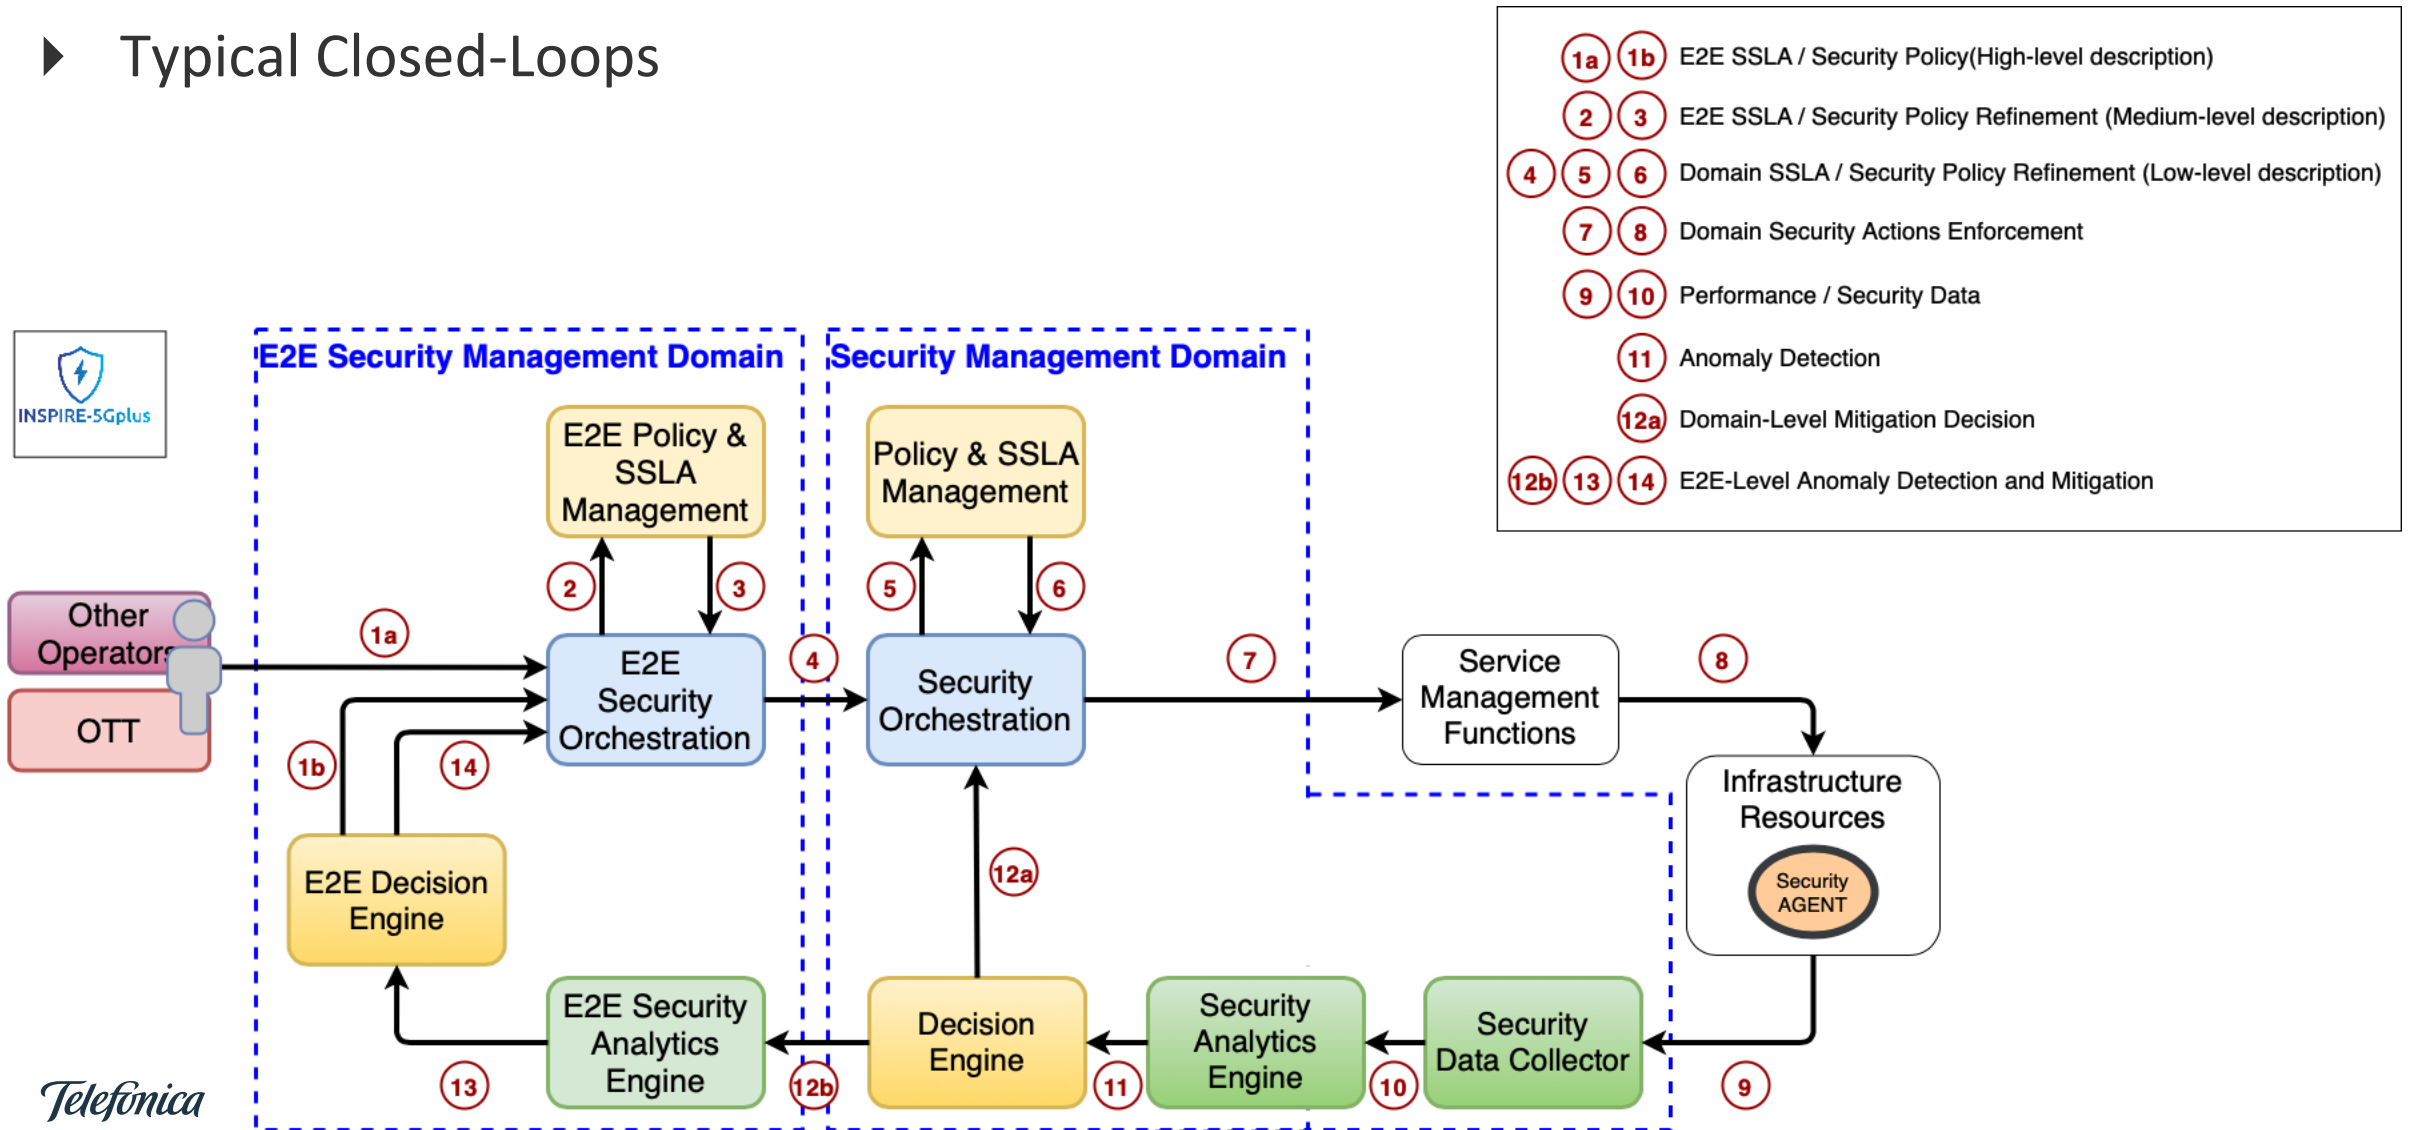 Typical Closed-Loops
1a 1b E2E SSLA / Security Policy(High-level description)
2 3 E2E SSLA / Security Policy Refinement (Medium-level description)
4 5 6 Domain SSLA / Security Policy Refinement (Low-level description)
7 8 Domain Security Actions Enforcement
9 10 Performance / Security Data
11 Anomaly Detection
12a Domain-Level Mitigation Decision
12b 13 14 E2E-Level Anomaly Detection and Mitigation
INSPIRE-5Gplus
E2E Security Management Domain
Security Management Domain
E2E Policy &
SSLA
Management
Policy & SSLA
Management
2
3
5
6
Other
Operators
OTT
1a
E2E
Security
Orchestration
4
Security
Orchestration
7
Service
Management
Functions
8
1b
14
Infrastructure
Resources
Security
AGENT
E2E Decision
Engine
12a
E2E Security
Analytics
Engine
Decision
Engine
Security
Analytics
Engine
Security
Data Collector
13
12b
11
10
9
Telefónica